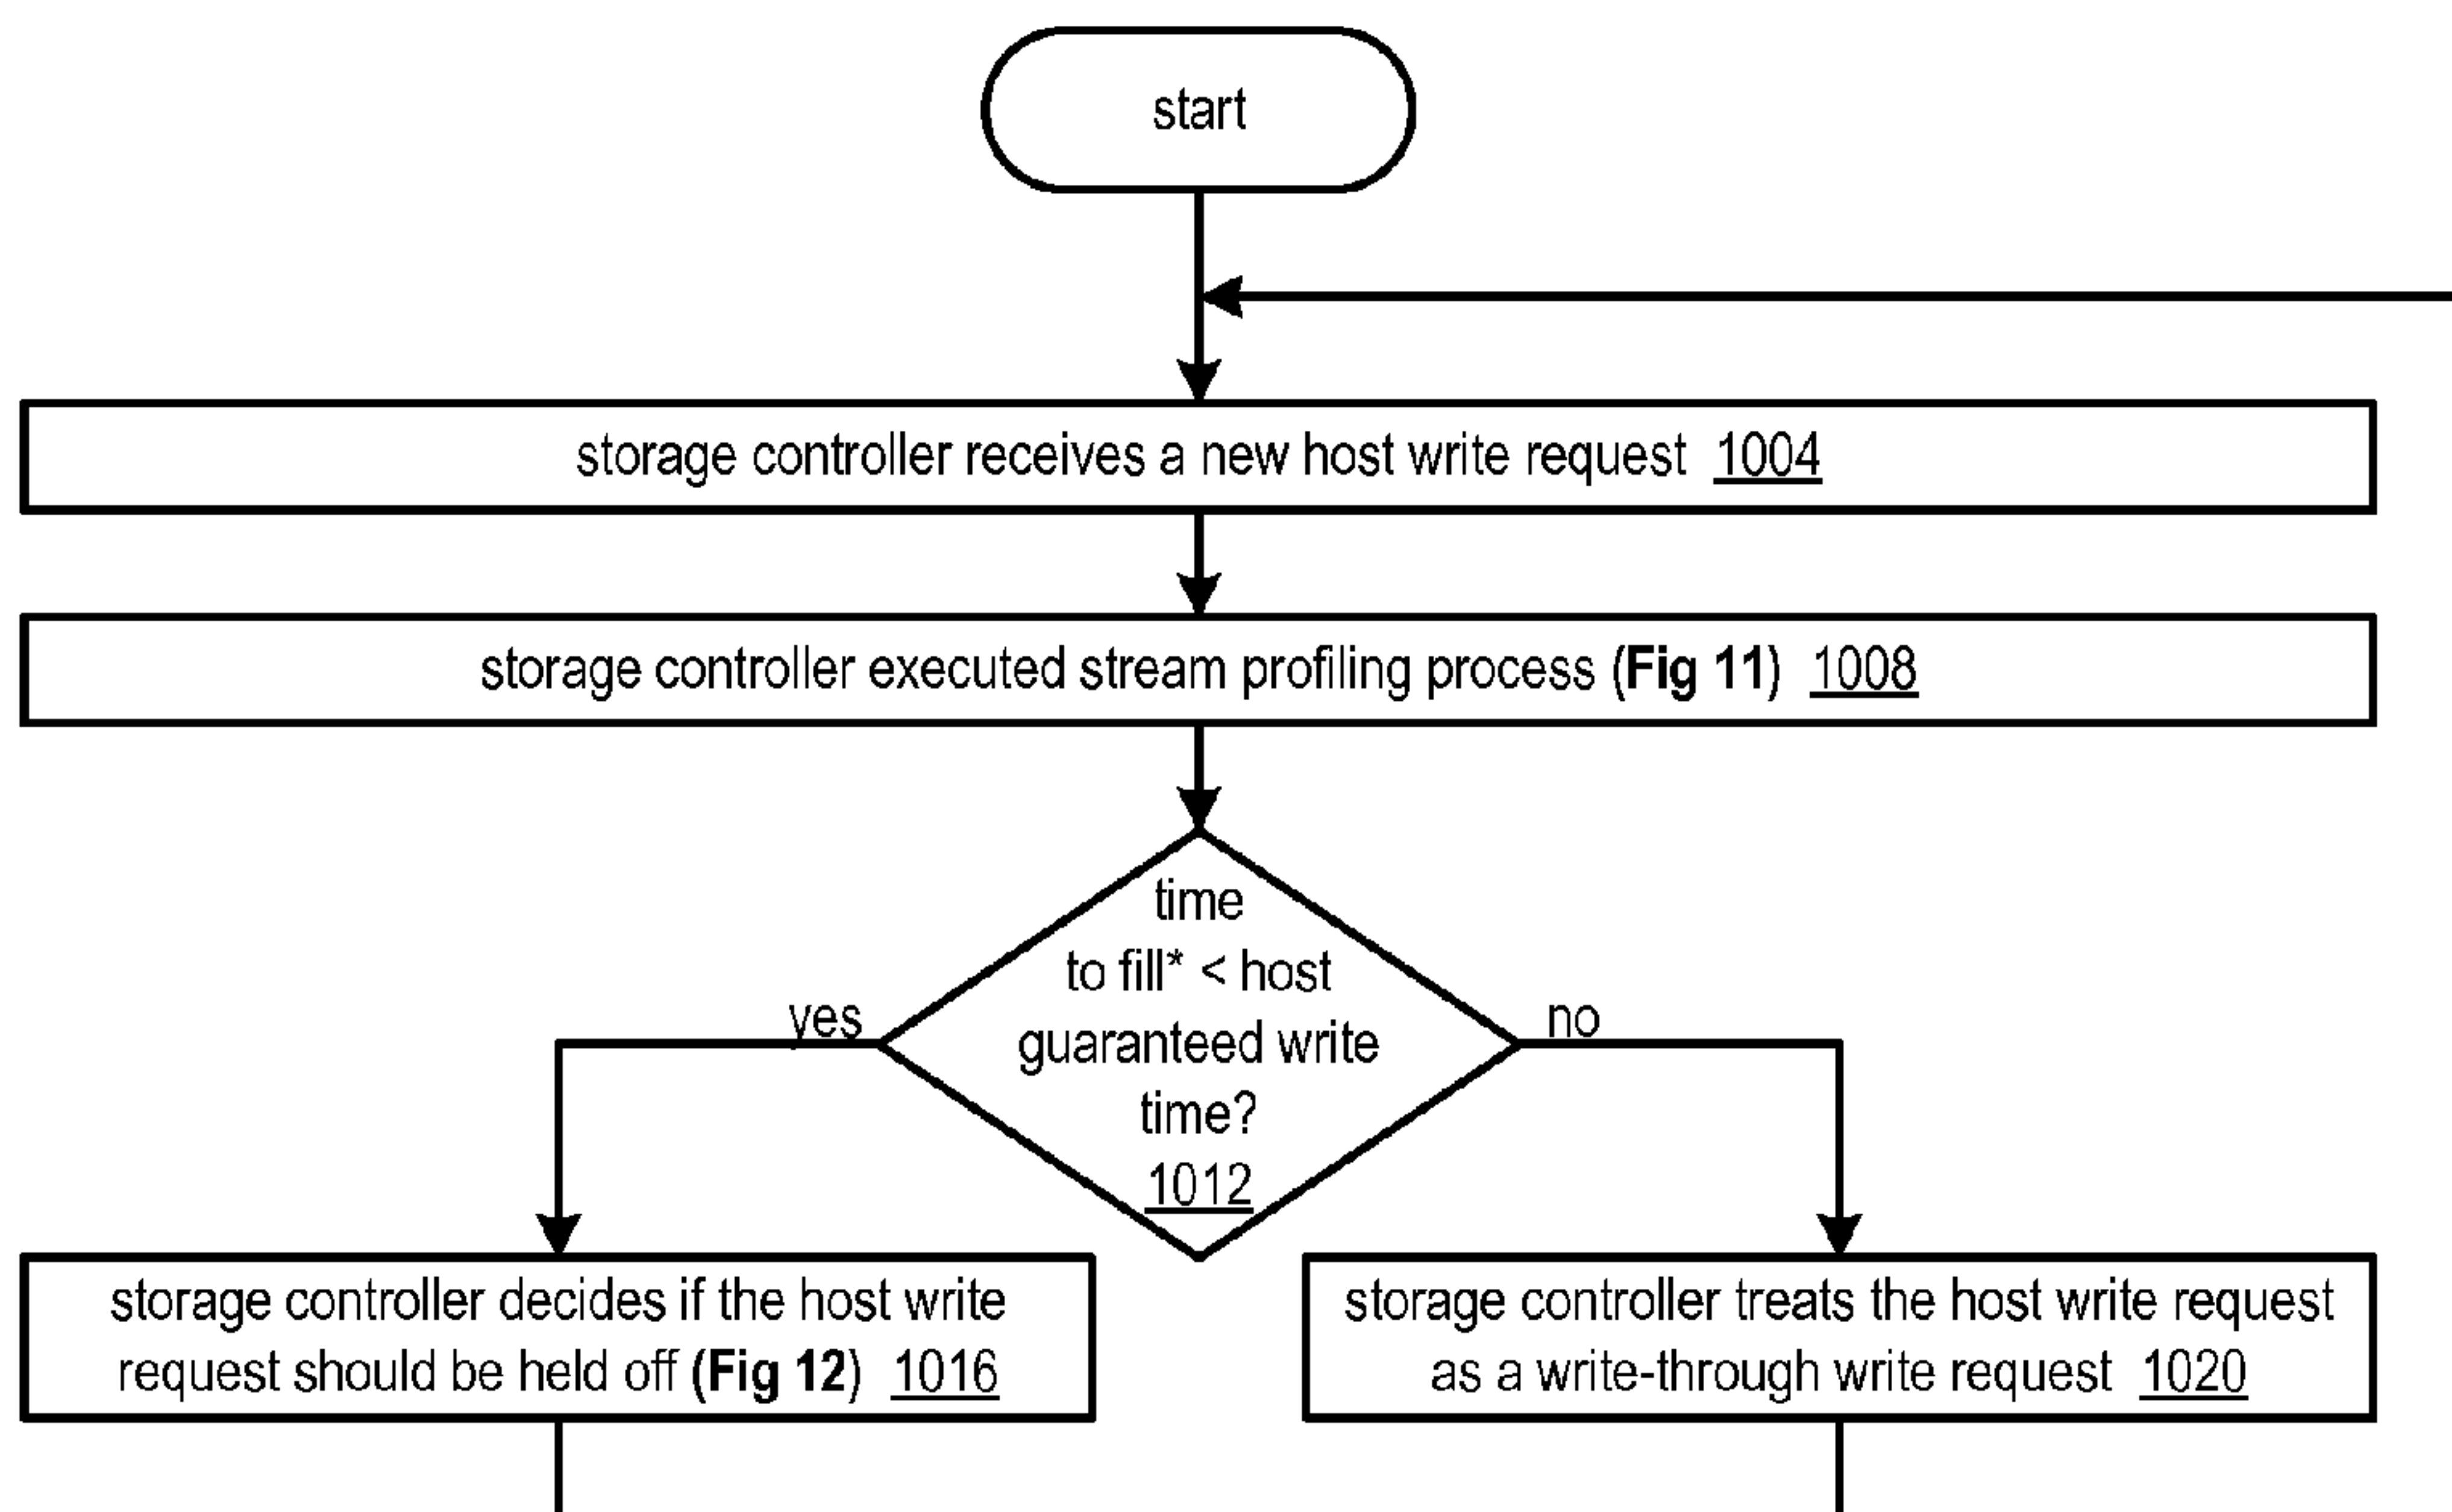 start
storage controller receives a new host write request 1004
storage controller executed stream profiling process (Fig 11) 1008
time
to fill* < host
guaranteed write
time?
1012
yes
no
storage controller decides if the host write
request should be held off (Fig 12) 1016
storage controller treats the host write request
as a write-through write request 1020